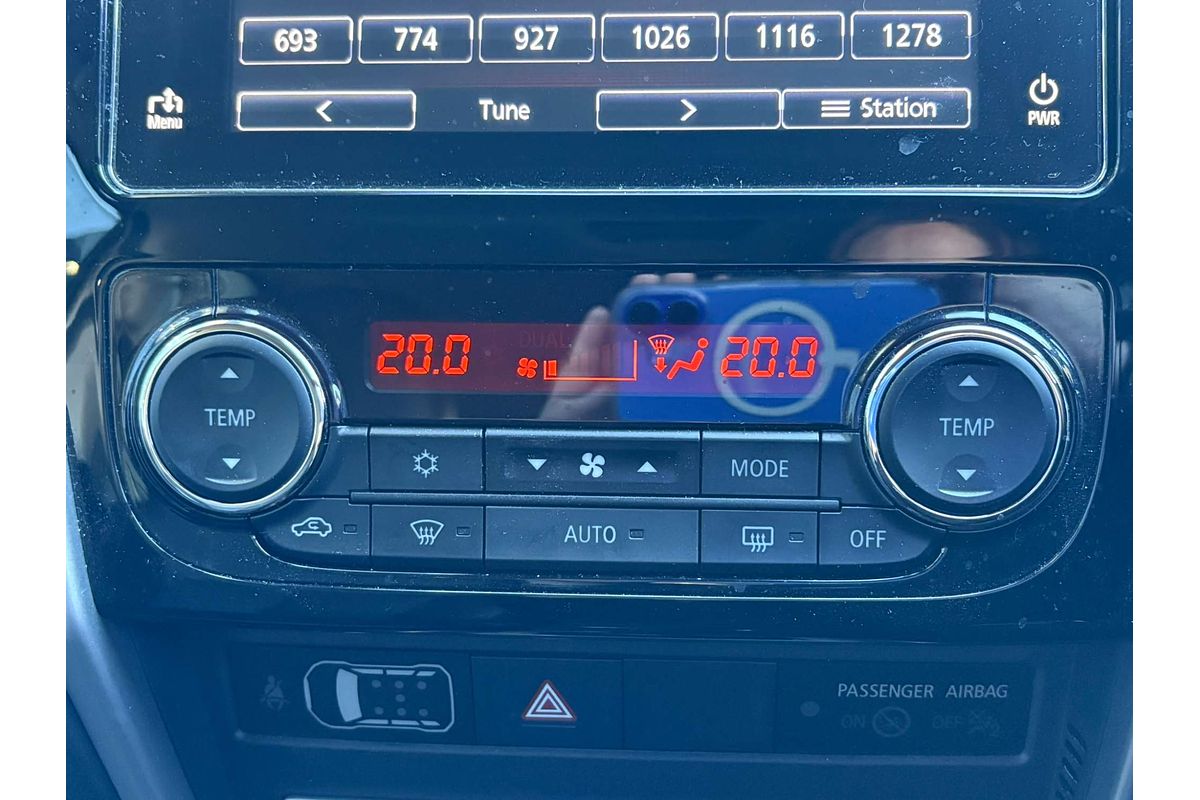 693 774 927 1026 1116 1278
Menu < Tune > Station PWR
DUAL
20.0 20.0
TEMP TEMP
MODE
AUTO OFF
PASSENGER AIRBAG
ON OFF